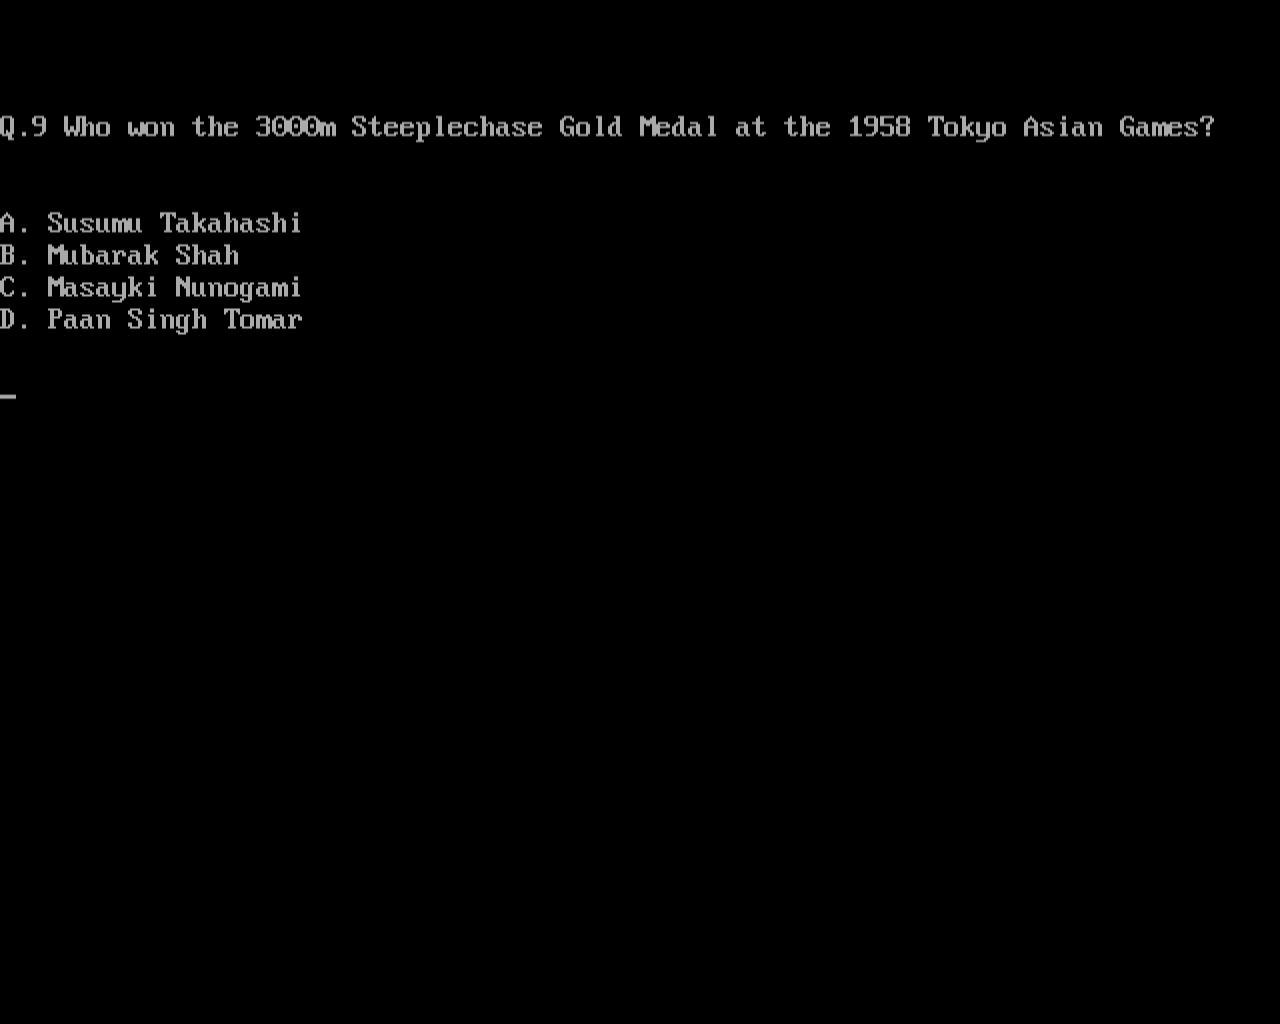 Q.9 Who won the 3000m Steeplechase Gold Medal at the 1958 Tokyo Asian Games?
A. Susumu Takahashi
B. Mubarak Shah
C. Masayki Nunogami
D. Paan Singh Tomar